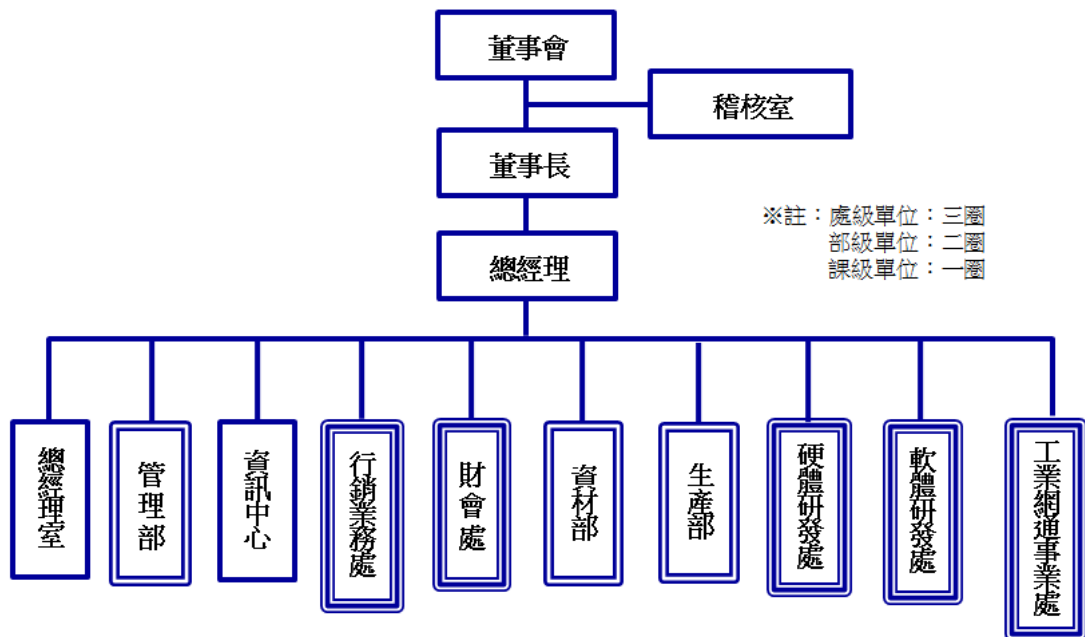 董事會
稽核室
董事長
※註：處級單位：三圈
部級單位：二圈
課級單位：一圈
總經理
總經理室
管理部
資訊中心
行銷業務處
財會處
資材部
生產部
硬體研發處
軟體研發處
工業網通事業處